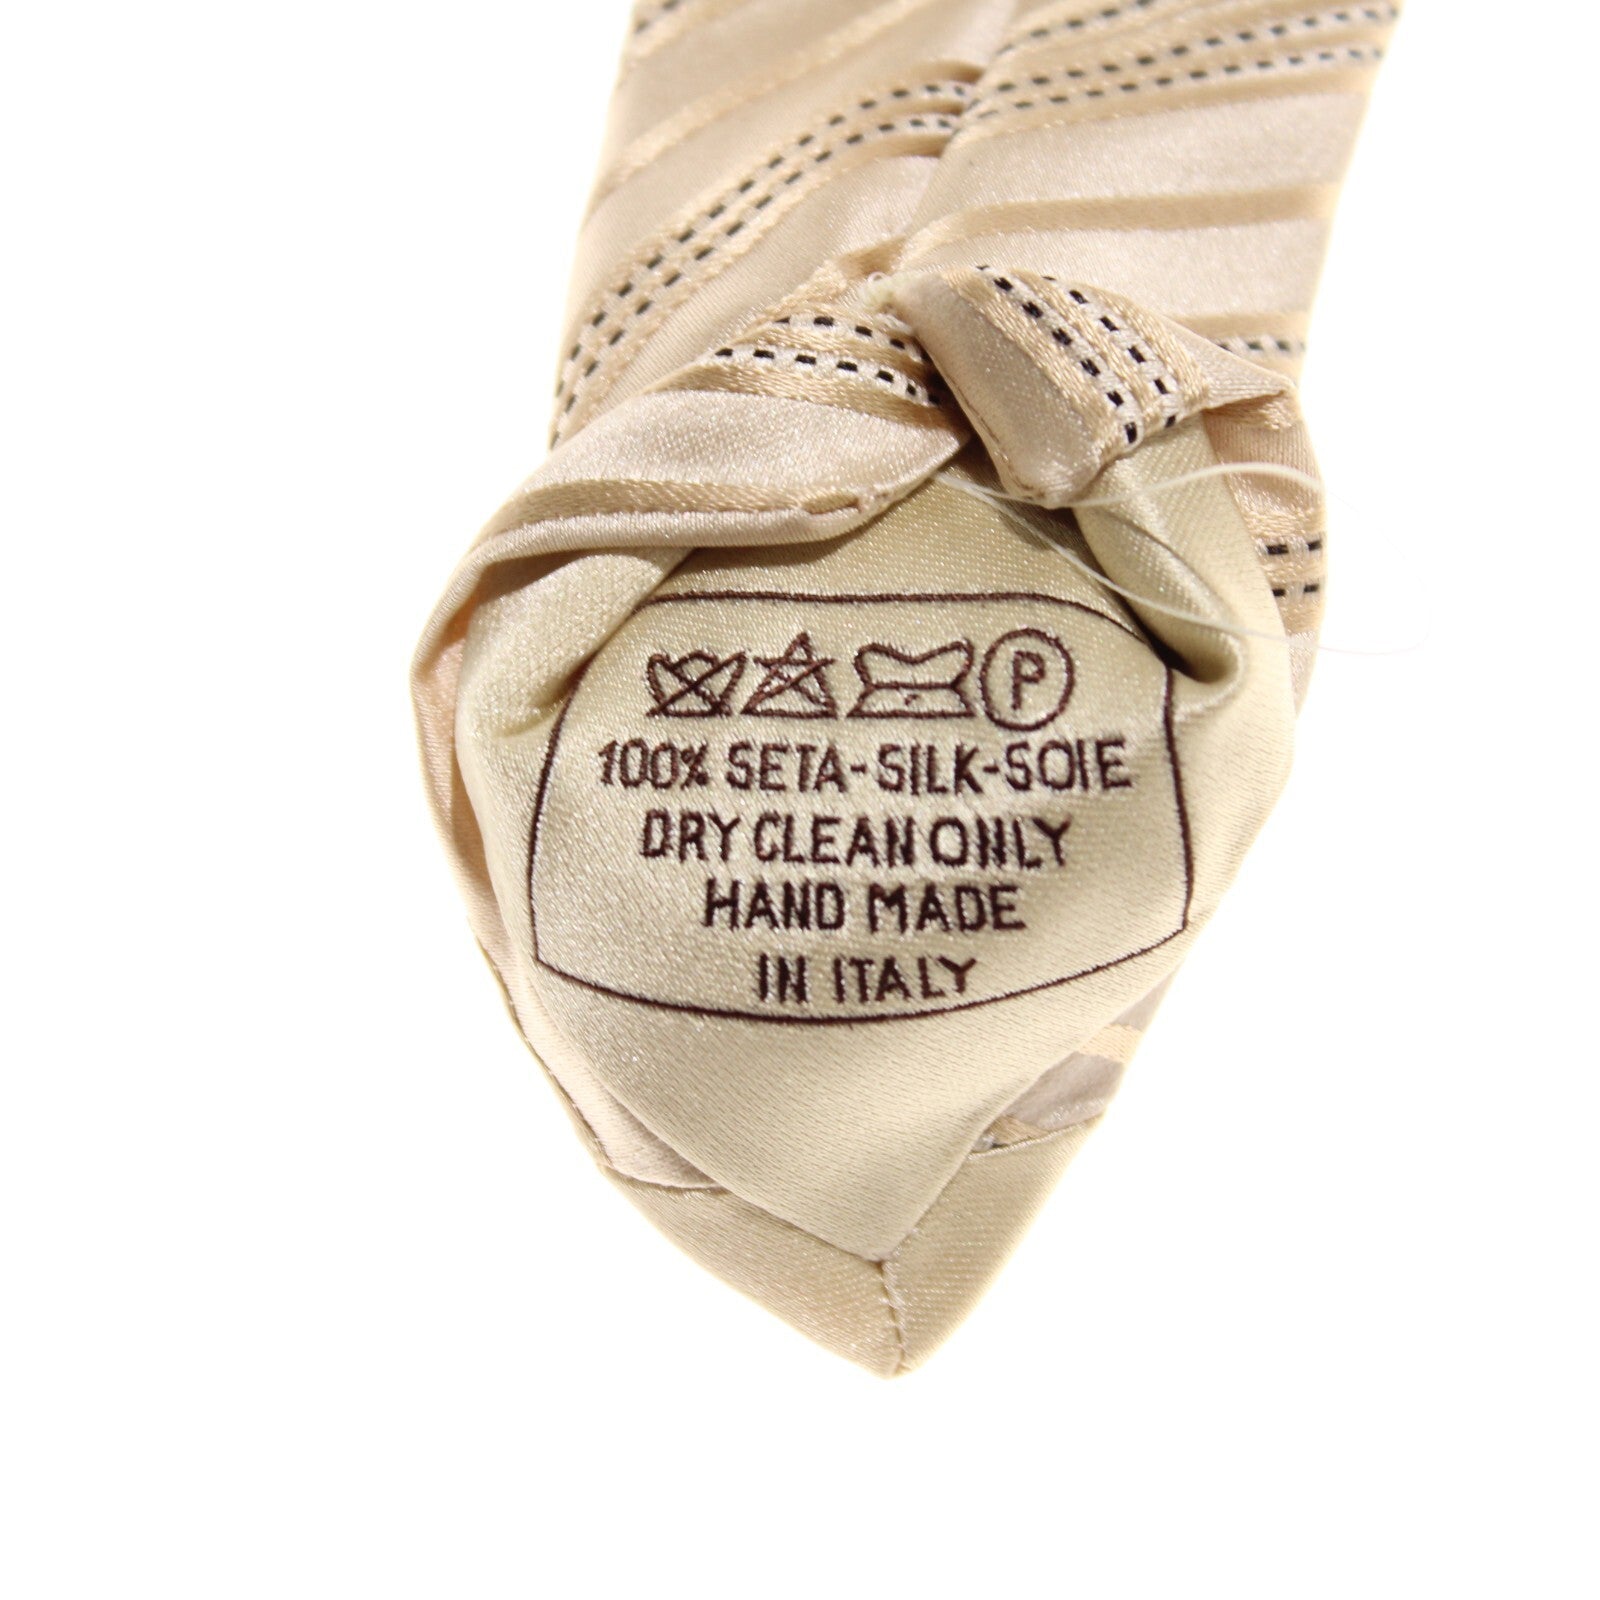 P
100% SETA-SILK-SOIE
DRY CLEAN ONLY
HAND MADE
IN ITALY